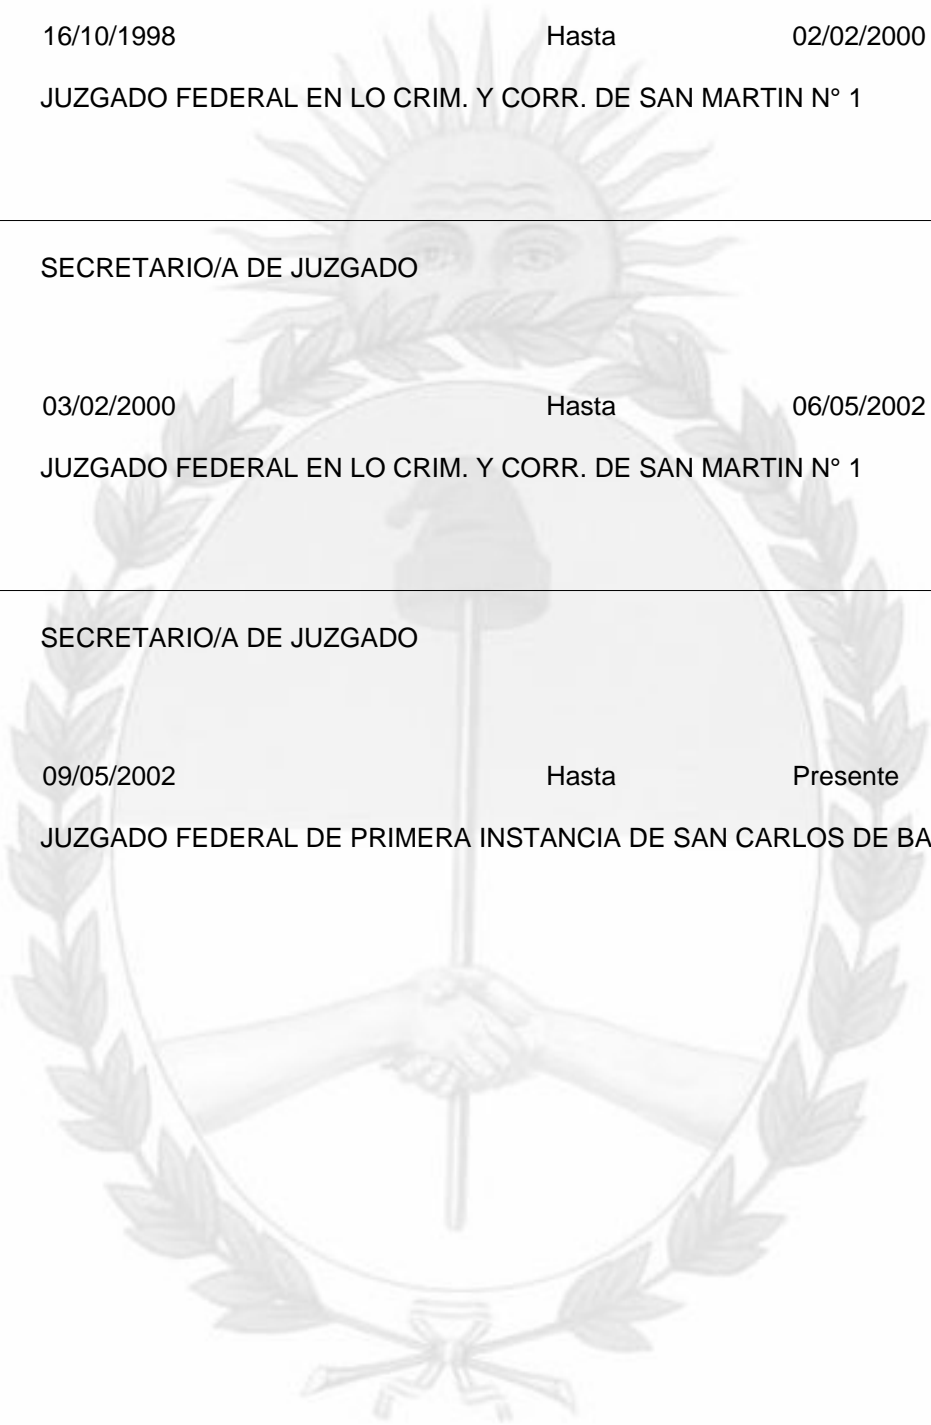 16/10/1998 Hasta 02/02/2000
JUZGADO FEDERAL EN LO CRIM. Y CORR. DE SAN MARTIN N° 1
SECRETARIO/A DE JUZGADO
03/02/2000 Hasta 06/05/2002
JUZGADO FEDERAL EN LO CRIM. Y CORR. DE SAN MARTIN N° 1
SECRETARIO/A DE JUZGADO
09/05/2002 Hasta Presente
JUZGADO FEDERAL DE PRIMERA INSTANCIA DE SAN CARLOS DE BA